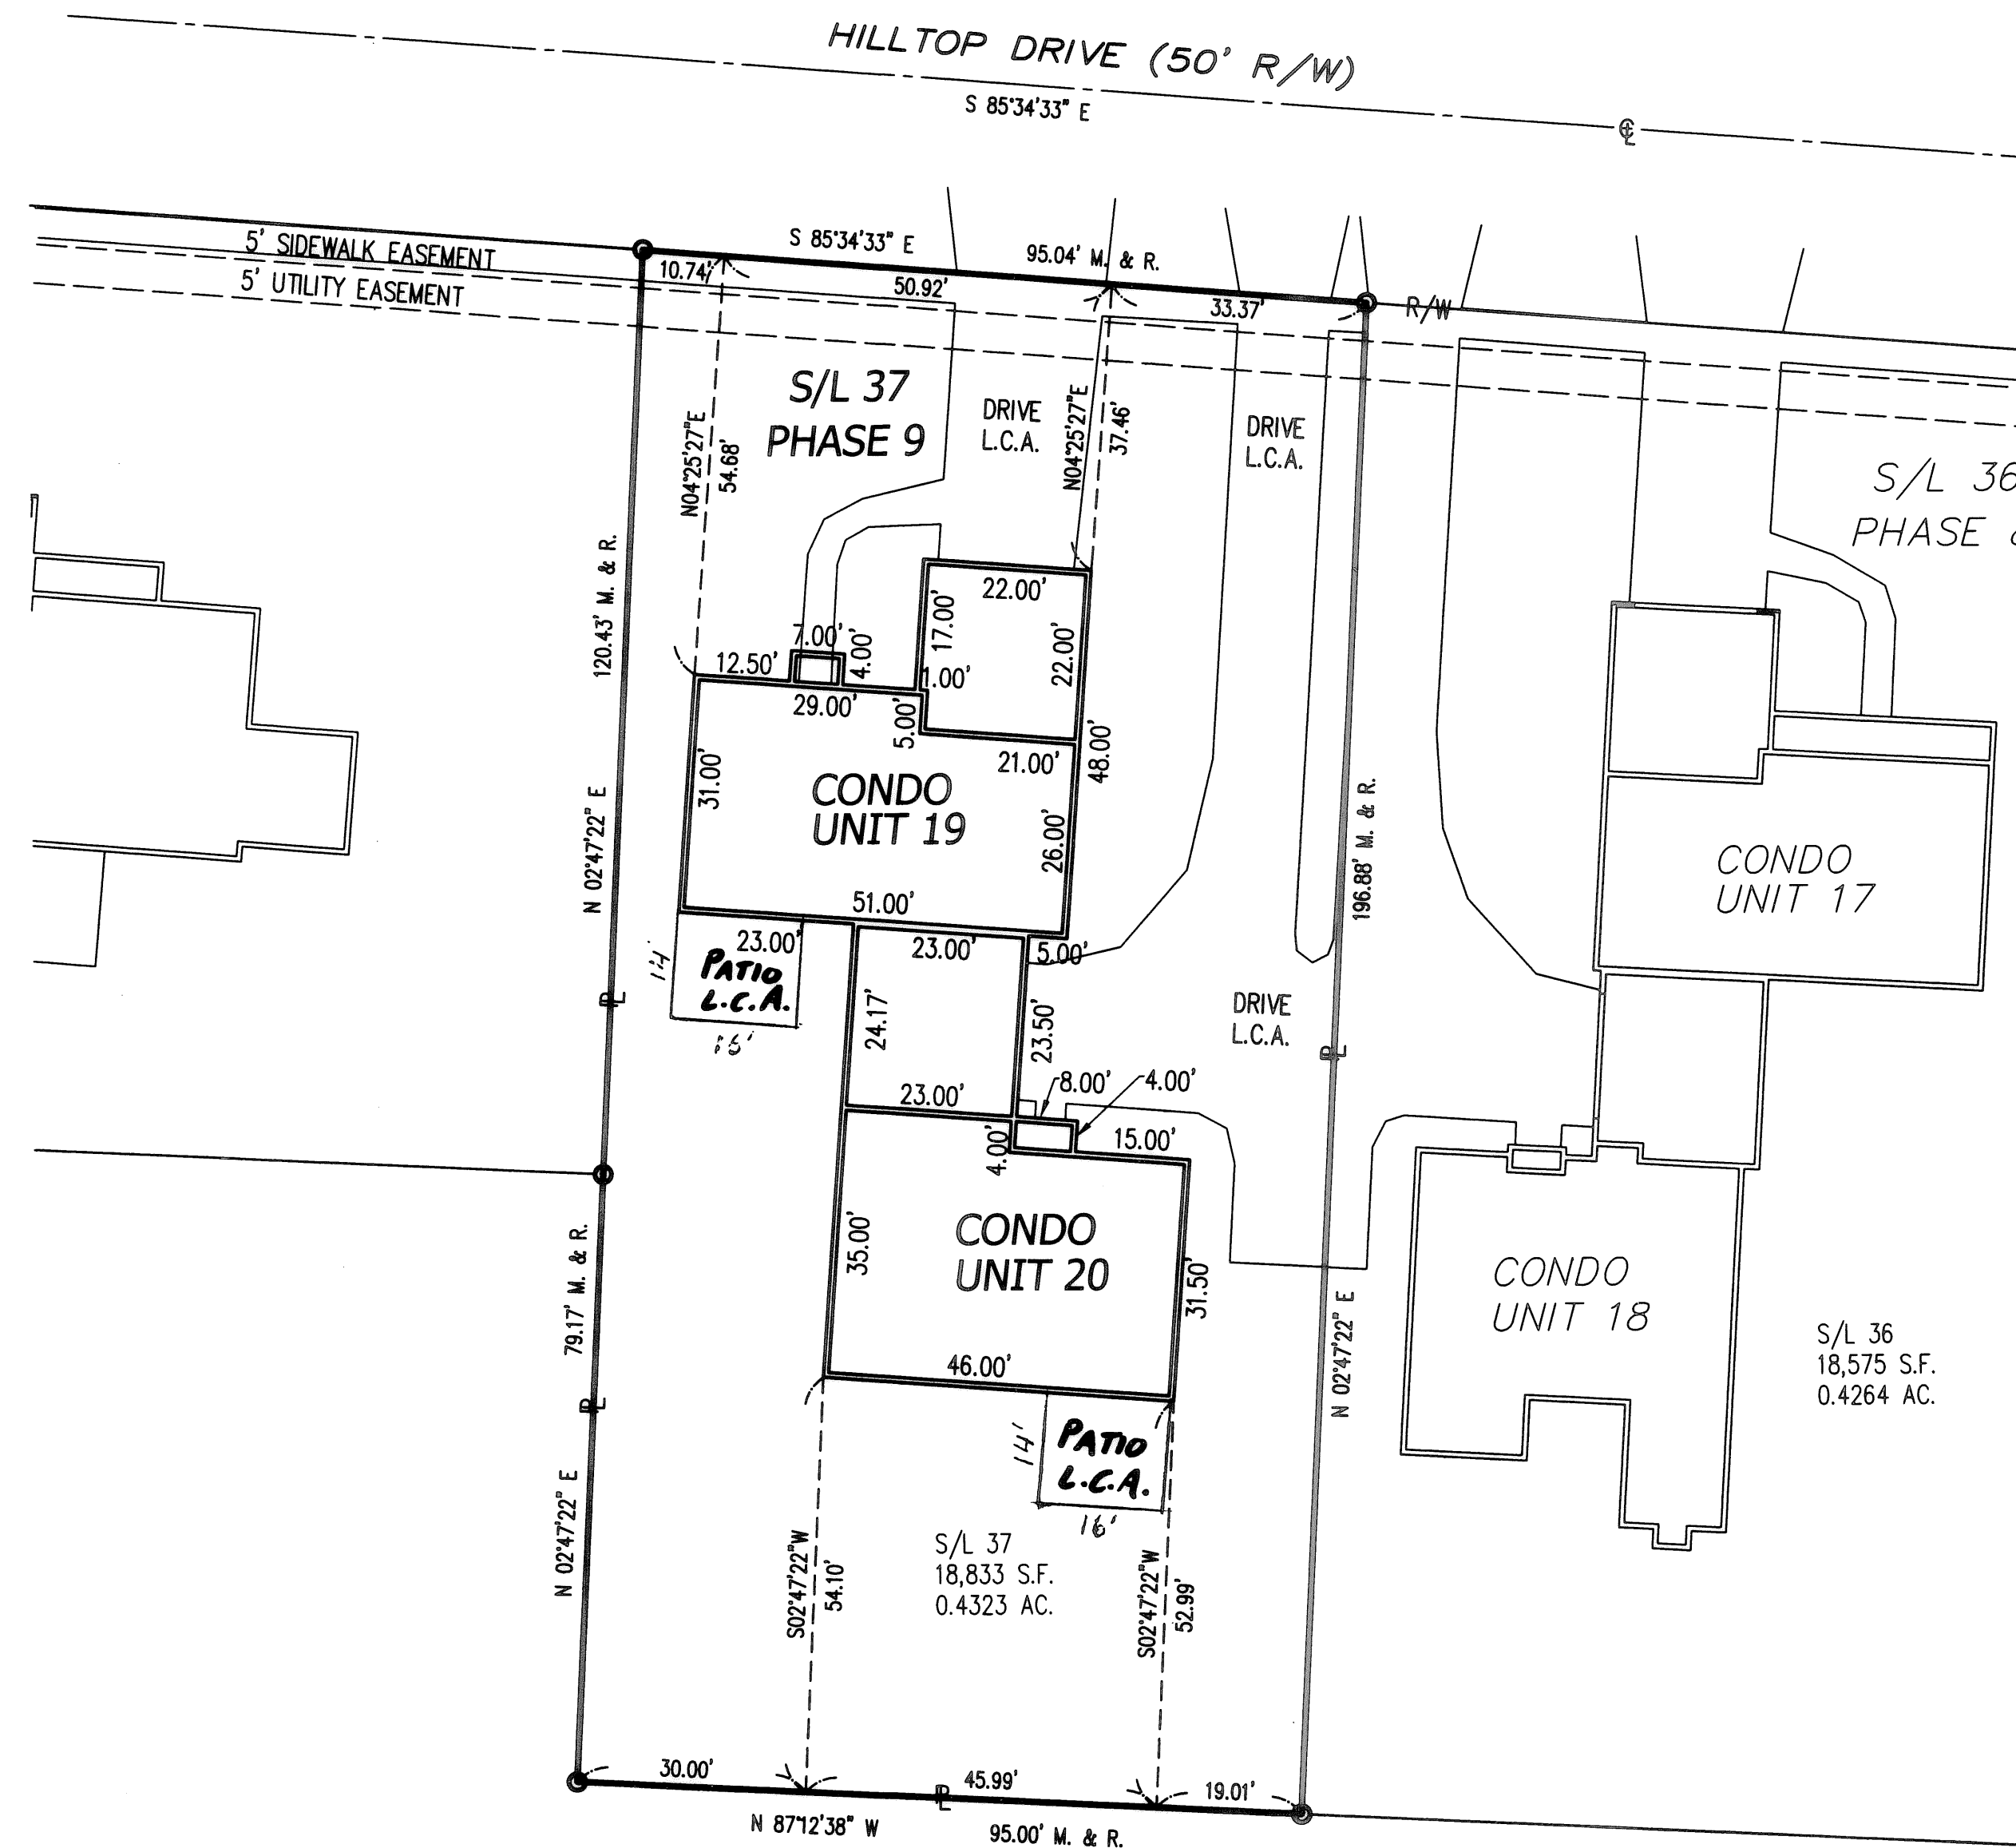 HILLTOP DRIVE (50' R/W)
S 85°34'33" E
℄
5' SIDEWALK EASEMENT
5' UTILITY EASEMENT
S 85°34'33" E
95.04' M. & R.
10.74'
50.92'
33.37'
R/W
S/L 37
PHASE 9
DRIVE
L.C.A.
DRIVE
L.C.A.
N04°25'27"E
54.68'
N04°25'27"E
37.46'
S/L 36
PHASE
120.43' M. & R.
N 02°47'22" E
22.00'
17.00'
22.00'
7.00'
4.00'
12.50'
1.00'
29.00'
5.00'
21.00'
48.00'
31.00'
CONDO
UNIT 19
26.00'
51.00'
196.88' M. & R.
CONDO
UNIT 17
23.00'
23.00'
5.00'
14'
PATIO
L.C.A.
16'
24.17'
23.50'
DRIVE
L.C.A.
PL
PL
23.00'
8.00'
4.00'
4.00'
15.00'
35.00'
CONDO
UNIT 20
31.50'
46.00'
79.17' M. & R.
N 02°47'22" E
CONDO
UNIT 18
S/L 36
18,575 S.F.
0.4264 AC.
PL
14'
PATIO
L.C.A.
16'
N 02°47'22" E
S02°47'22"W
54.10'
S/L 37
18,833 S.F.
0.4323 AC.
S02°47'22"W
52.99'
30.00'
45.99'
PL
19.01'
N 87°12'38" W
95.00' M. & R.